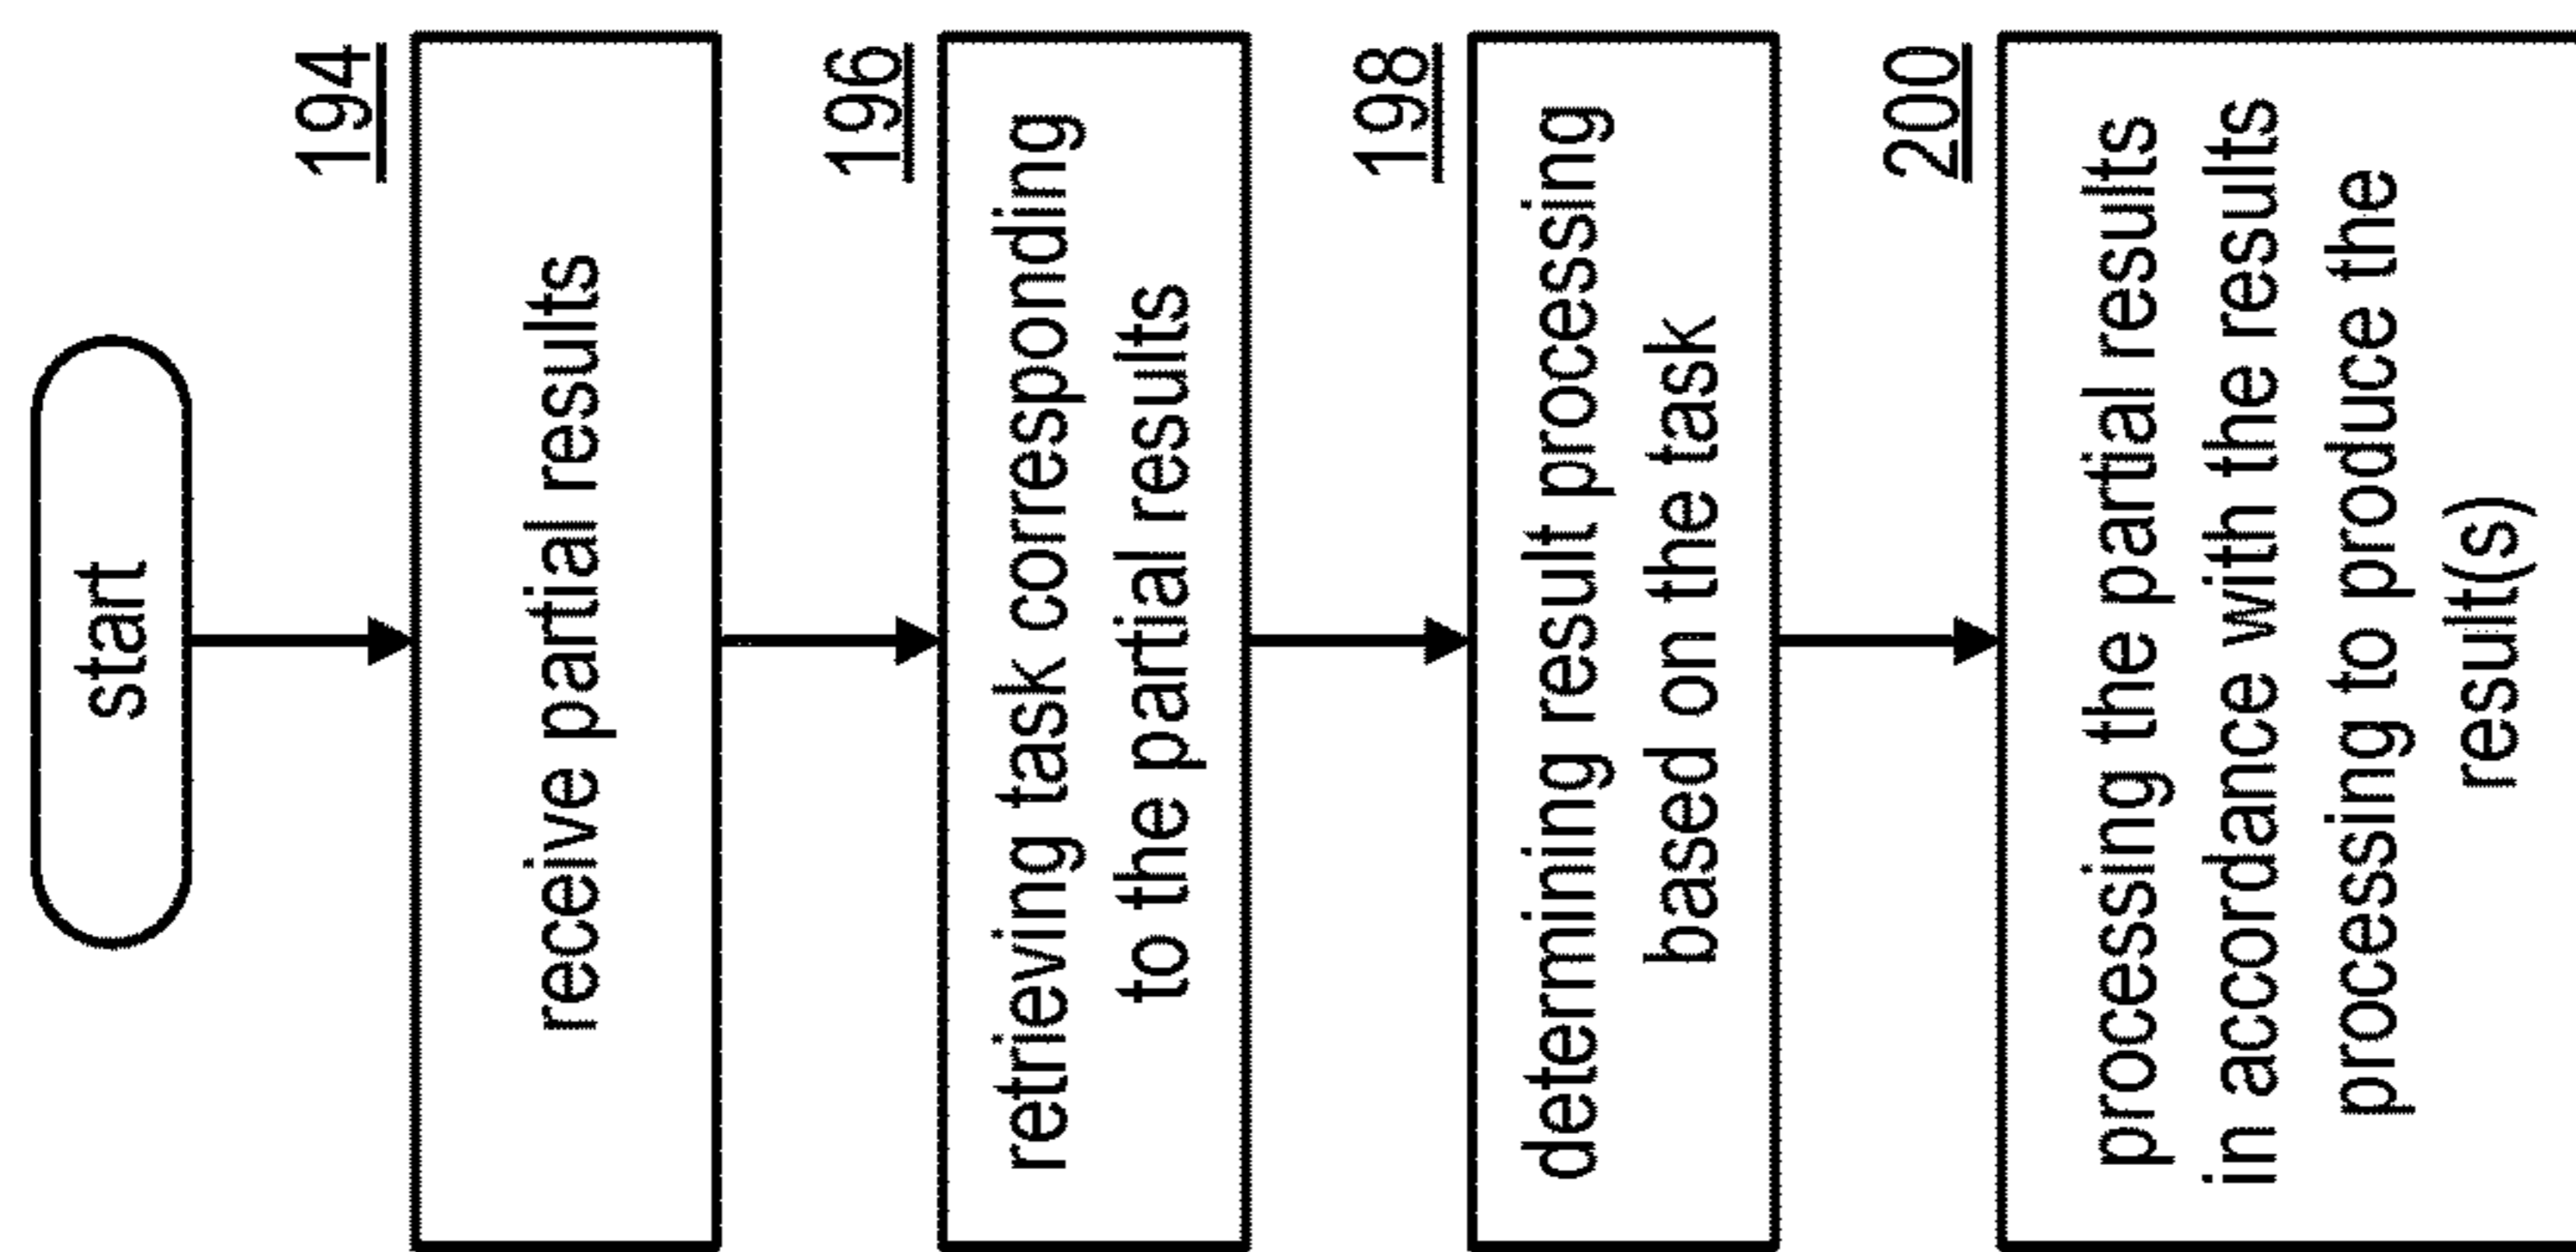 start
194
receive partial results
196
retrieving task corresponding
to the partial results
198
determining result processing
based on the task
200
processing the partial results
in accordance with the results
processing to produce the
result(s)